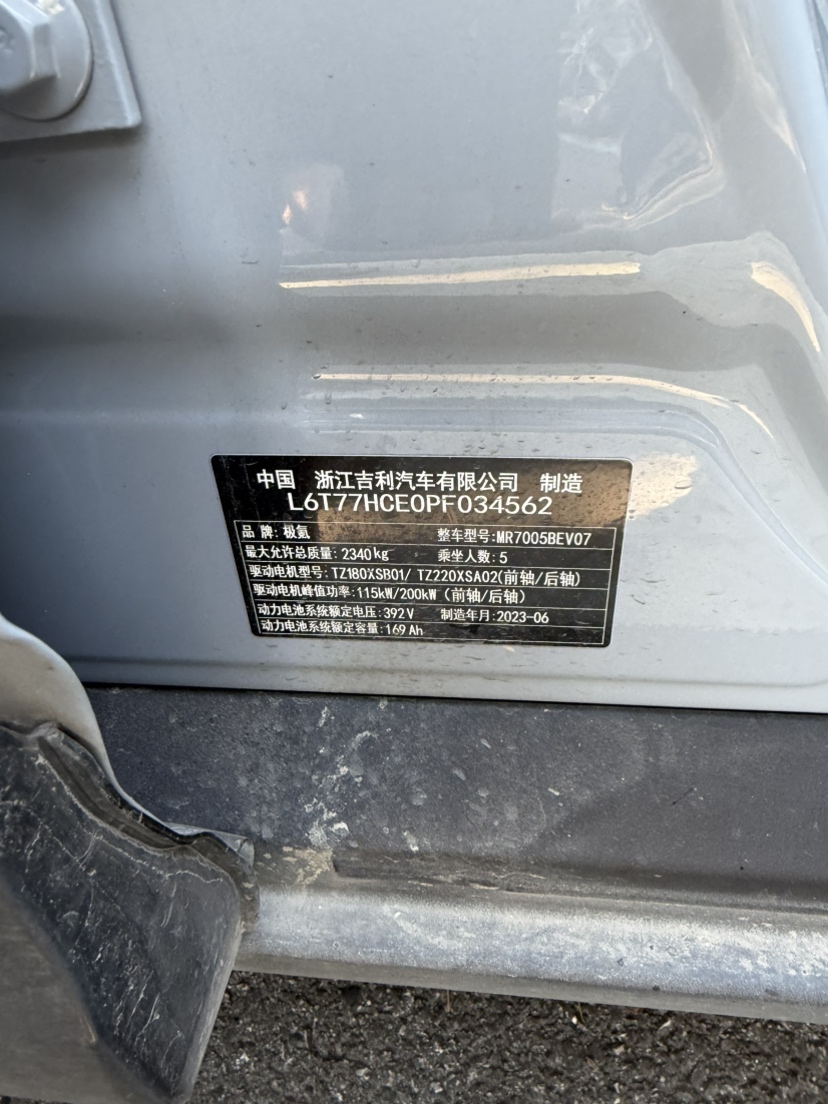 中国 浙江吉利汽车有限公司 制造
L6T77HCE0PF034562
品牌:极氪 整车型号:MR7005BEV07
最大允许总质量:2340kg 乘坐人数:5
驱动电机型号:TZ180XSB01/ TZ220XSA02(前轴/后轴)
驱动电机峰值功率:115kW/200kW (前轴/后轴)
动力电池系统额定电压:392V 制造年月:2023-06
动力电池系统额定容量:169Ah